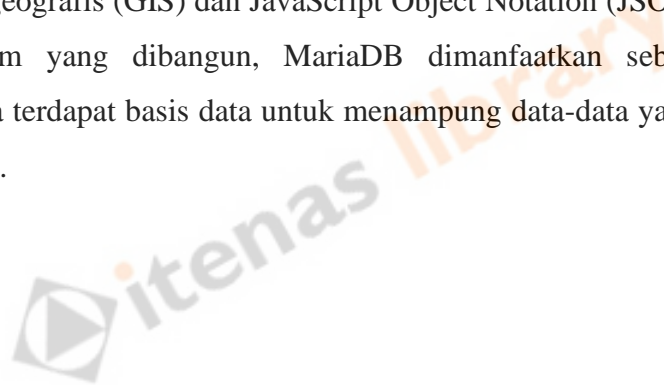 geografis (GIS) dan JavaScript Object Notation (JSO
m yang dibangun, MariaDB dimanfaatkan seb
a terdapat basis data untuk menampung data-data ya
.
itenas library